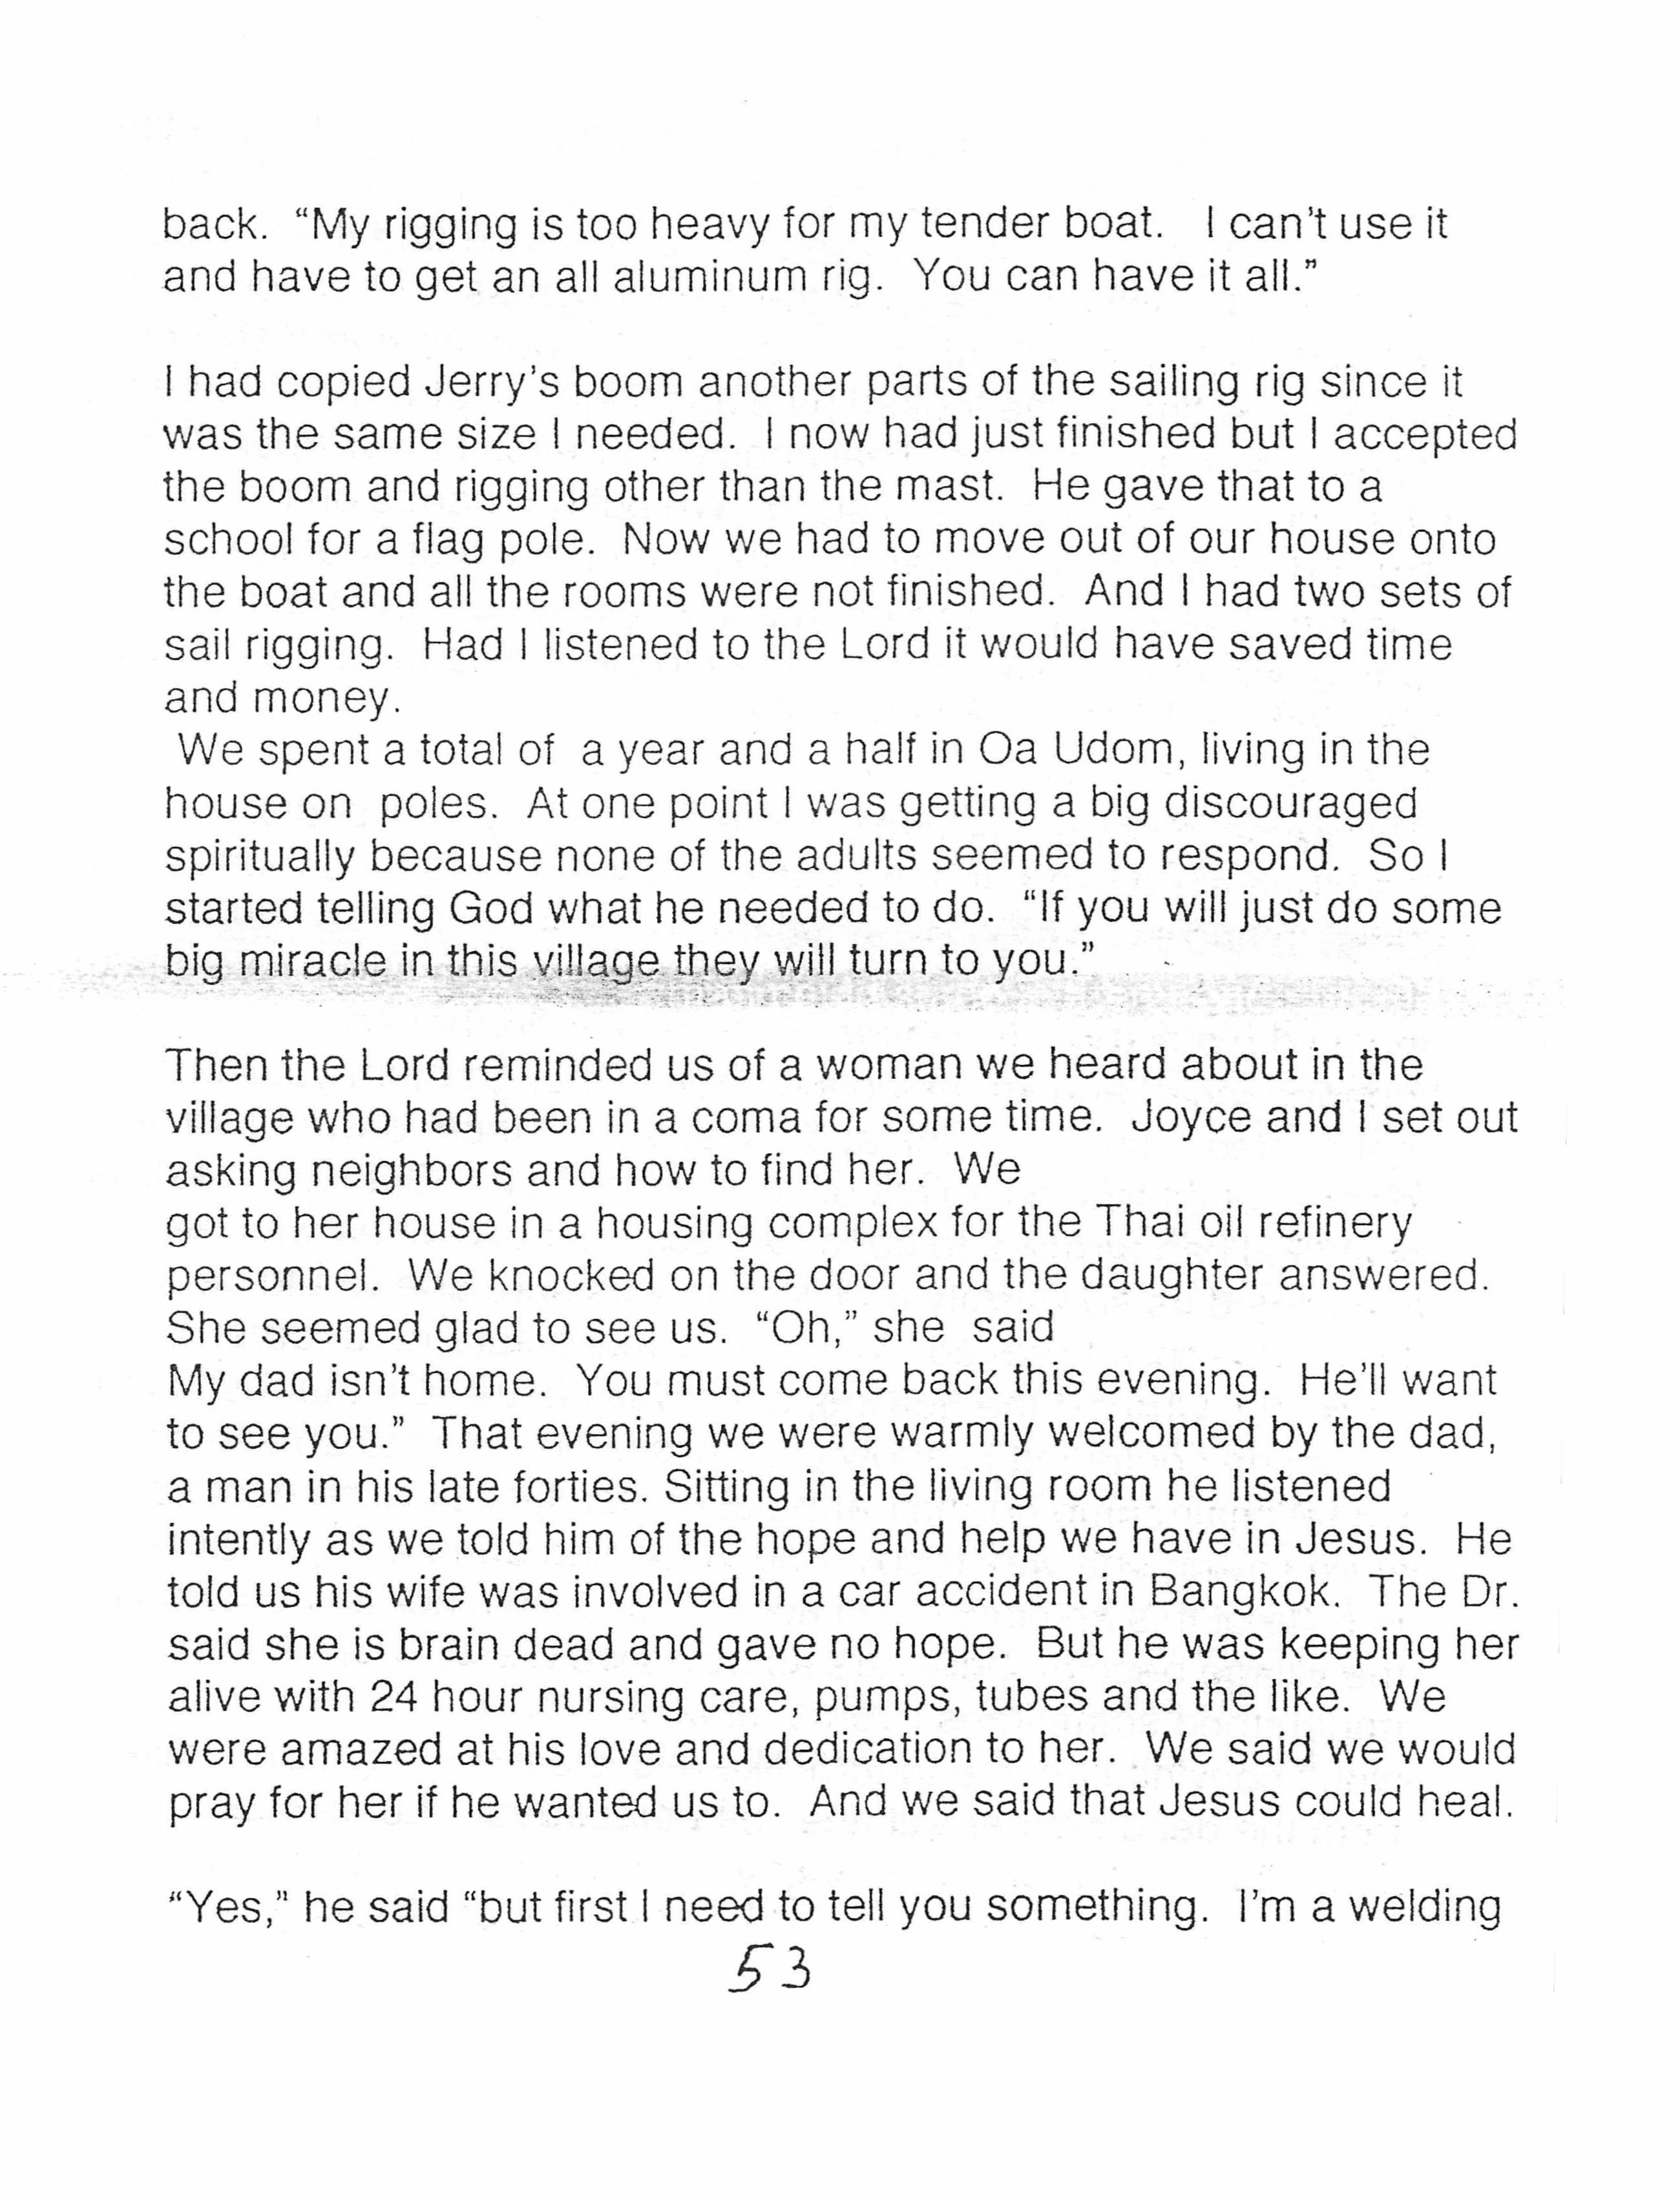 back.  “My rigging is too heavy for my tender boat.   I can't use it
and have to get an all aluminum rig.  You can have it all.”
I had copied Jerry's boom another parts of the sailing rig since it
was the same size I needed.  I now had just finished but I accepted
the boom and rigging other than the mast.  He gave that to a
school for a flag pole.  Now we had to move out of our house onto
the boat and all the rooms were not finished.  And I had two sets of
sail rigging.  Had I listened to the Lord it would have saved time
and money.
We spent a total of  a year and a half in Oa Udom, living in the
house on  poles.  At one point I was getting a big discouraged
spiritually because none of the adults seemed to respond.  So I
started telling God what he needed to do.  “If you will just do some
big miracle in this village they will turn to you.”
Then the Lord reminded us of a woman we heard about in the
village who had been in a coma for some time.  Joyce and I set out
asking neighbors and how to find her.  We
got to her house in a housing complex for the Thai oil refinery
personnel.  We knocked on the door and the daughter answered.
She seemed glad to see us.  “Oh,” she  said
My dad isn't home.  You must come back this evening.  He'll want
to see you.”  That evening we were warmly welcomed by the dad,
a man in his late forties. Sitting in the living room he listened
intently as we told him of the hope and help we have in Jesus.  He
told us his wife was involved in a car accident in Bangkok.  The Dr.
said she is brain dead and gave no hope.  But he was keeping her
alive with 24 hour nursing care, pumps, tubes and the like.  We
were amazed at his love and dedication to her.  We said we would
pray for her if he wanted us to.  And we said that Jesus could heal.
“Yes,” he said “but first I need to tell you something.  I'm a welding
53